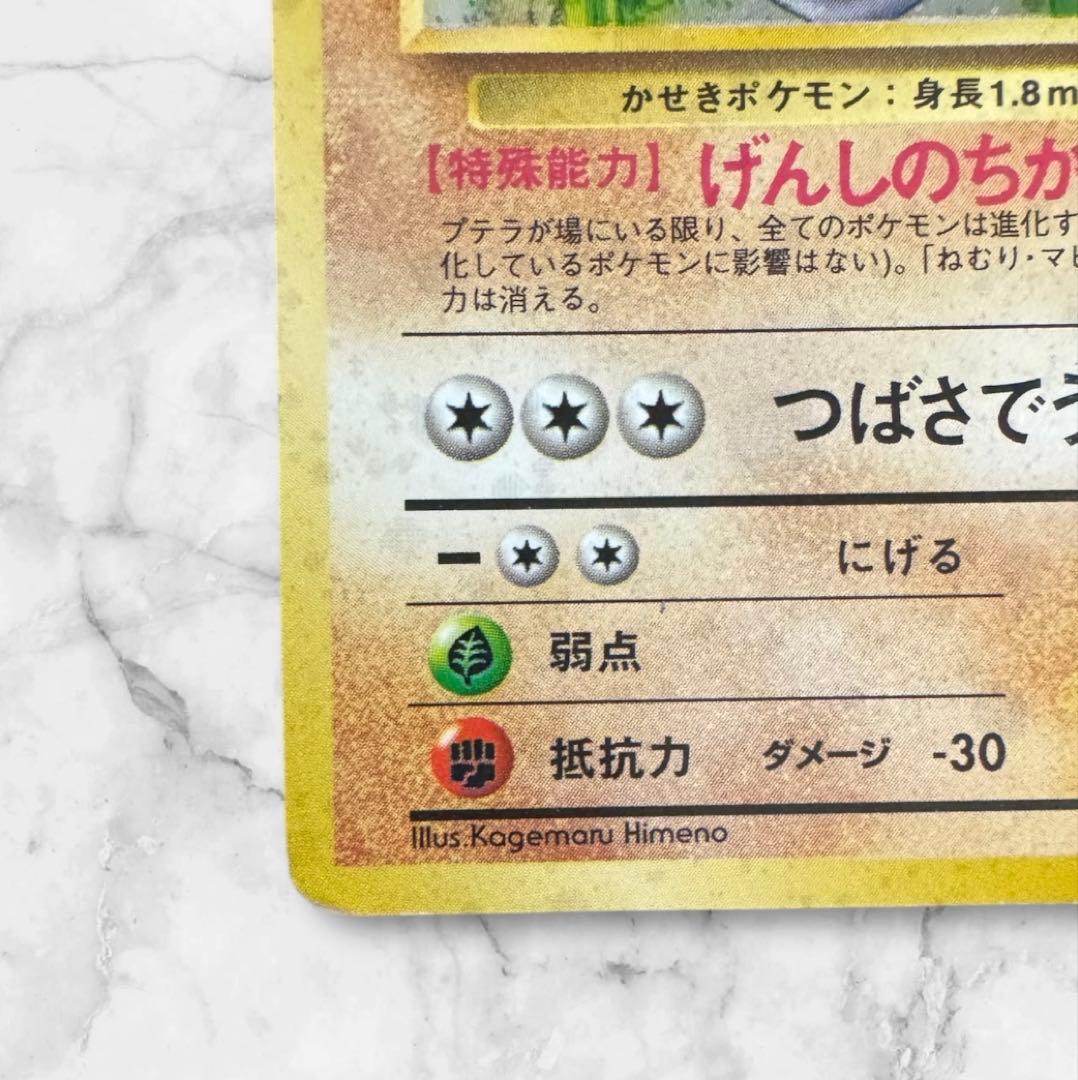 かせきポケモン：身長1.8m
【特殊能力】 げんしのちか
プテラが場にいる限り、全てのポケモンは進化す
化しているポケモンに影響はない)。「ねむり・マヒ
力は消える。
つばさでう
− にげる
弱点
抵抗力 ダメージ -30
Illus.Kagemaru Himeno